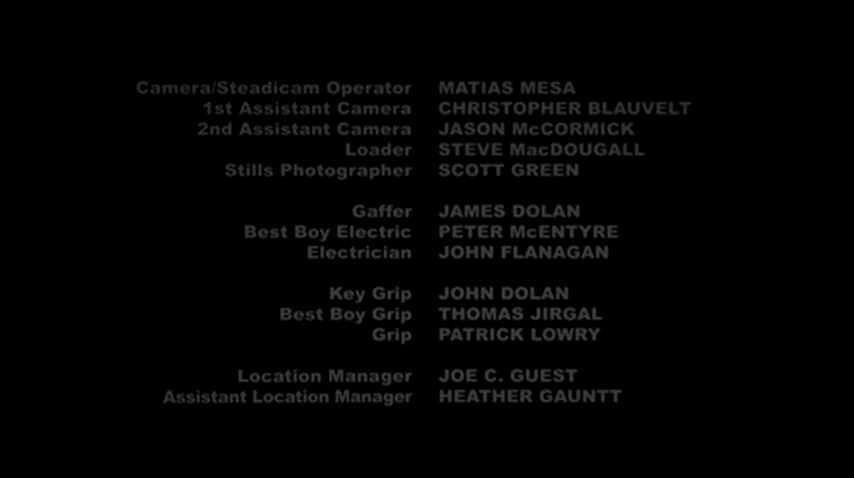 Camera/Steadicam Operator MATIAS MESA
1st Assistant Camera CHRISTOPHER BLAUVELT
2nd Assistant Camera JASON McCORMICK
Loader STEVE MacDOUGALL
Stills Photographer SCOTT GREEN
Gaffer JAMES DOLAN
Best Boy Electric PETER McENTYRE
Electrician JOHN FLANAGAN
Key Grip JOHN DOLAN
Best Boy Grip THOMAS JIRGAL
Grip PATRICK LOWRY
Location Manager JOE C. GUEST
Assistant Location Manager HEATHER GAUNTT